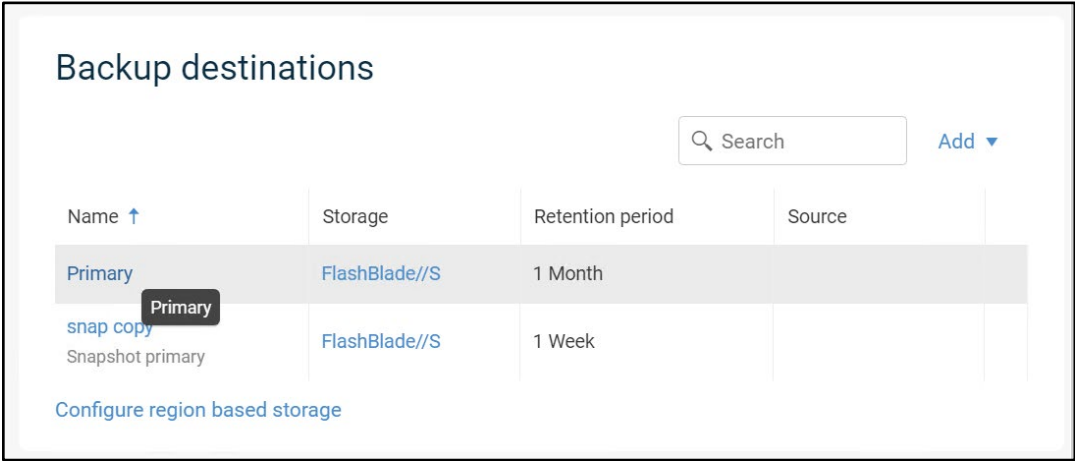 Backup destinations
Search
Add
Name Storage Retention period Source
Primary FlashBlade//S 1 Month
Primary
snap copy
Snapshot primary
FlashBlade//S 1 Week
Configure region based storage